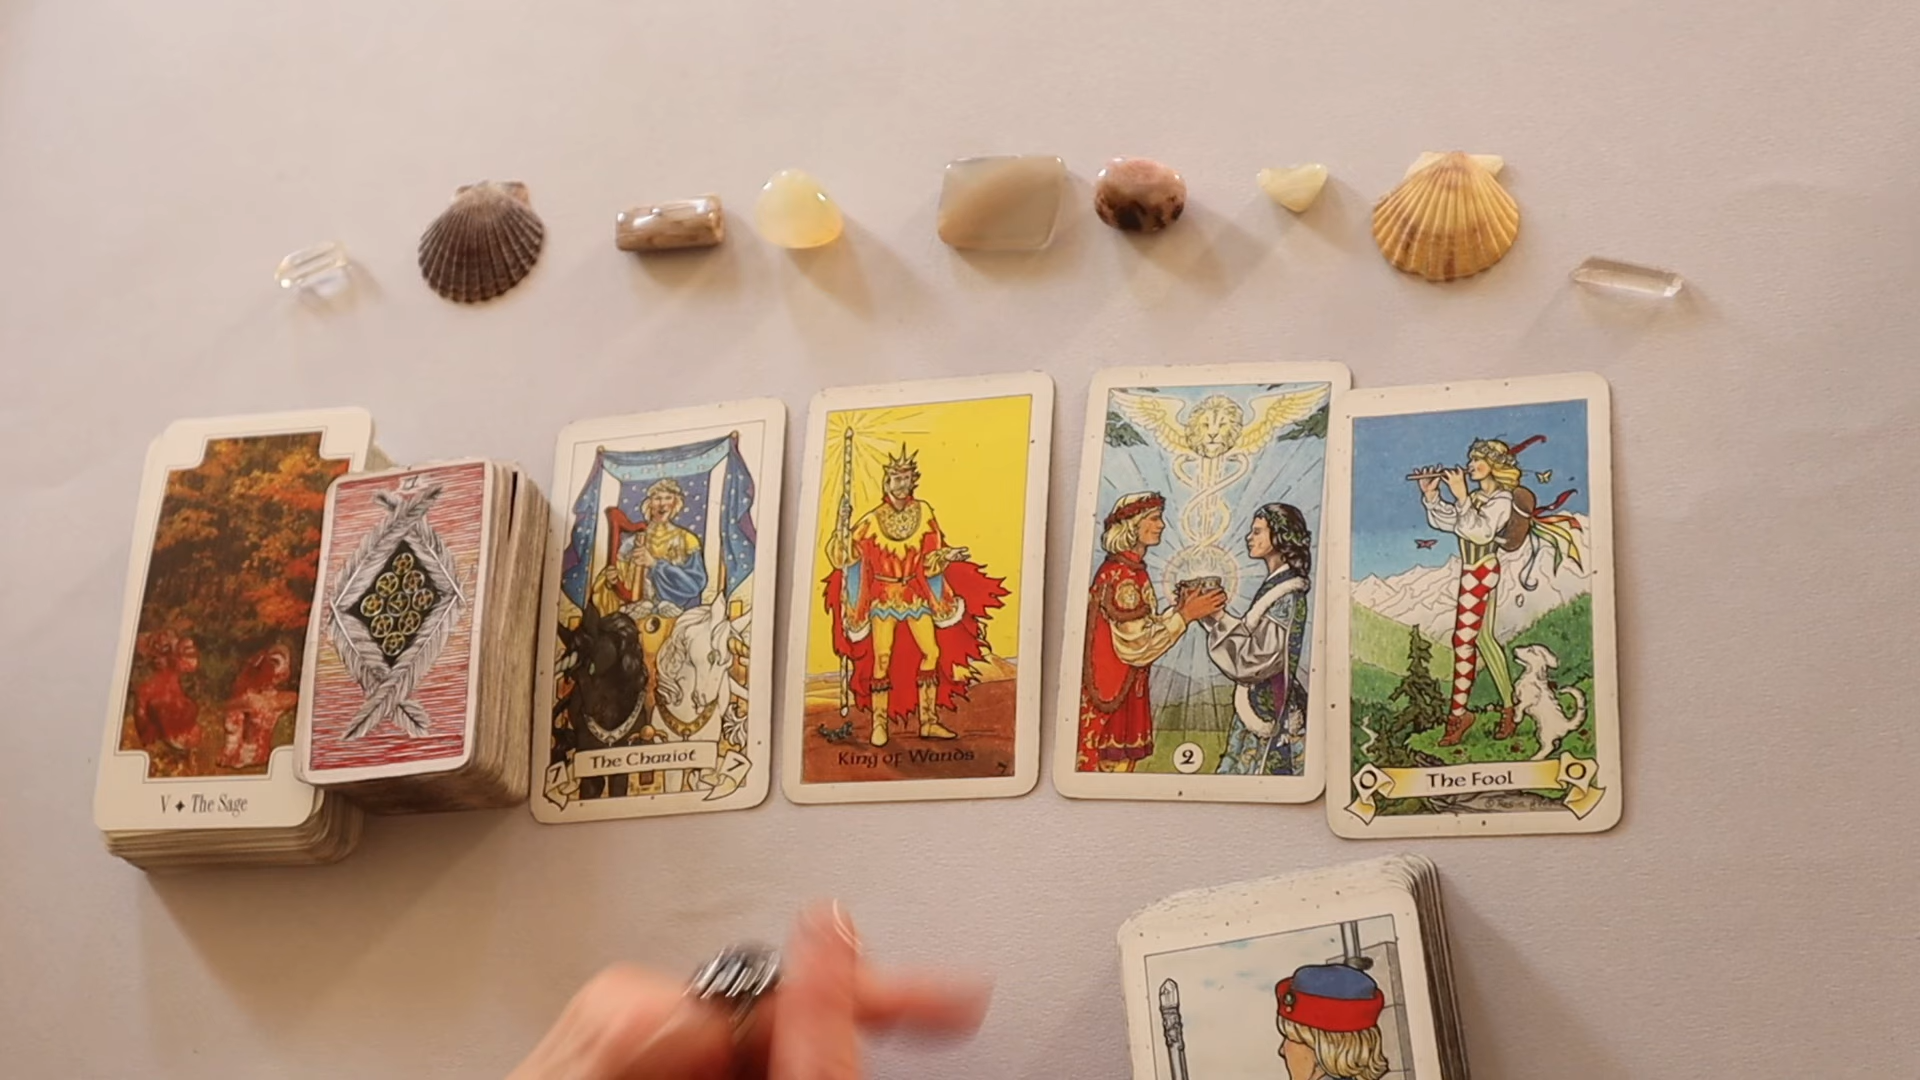 V ♦ The Sage
7 The Chariot 7
King of Wands
2
0 The Fool 0